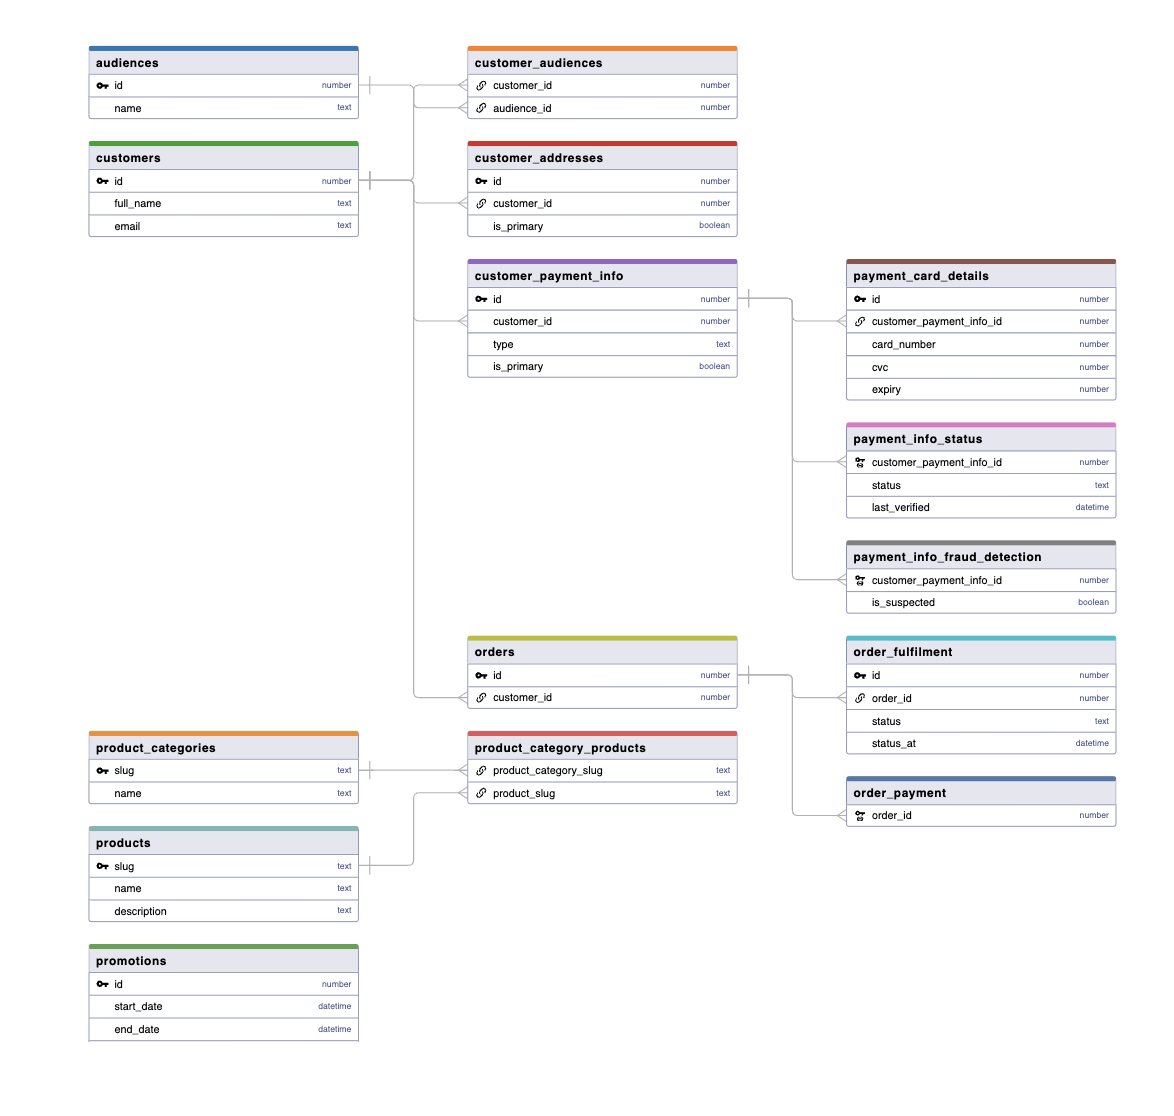 audiences
id number
name text
customer_audiences
customer_id number
audience_id number
customers
id number
full_name text
email text
customer_addresses
id number
customer_id number
is_primary boolean
customer_payment_info
id number
customer_id number
type text
is_primary boolean
payment_card_details
id number
customer_payment_info_id number
card_number number
cvc number
expiry number
payment_info_status
customer_payment_info_id number
status text
last_verified datetime
payment_info_fraud_detection
customer_payment_info_id number
is_suspected boolean
orders
id number
customer_id number
order_fulfilment
id number
order_id number
status text
status_at datetime
product_categories
slug text
name text
product_category_products
product_category_slug text
product_slug text
order_payment
order_id number
products
slug text
name text
description text
promotions
id number
start_date datetime
end_date datetime